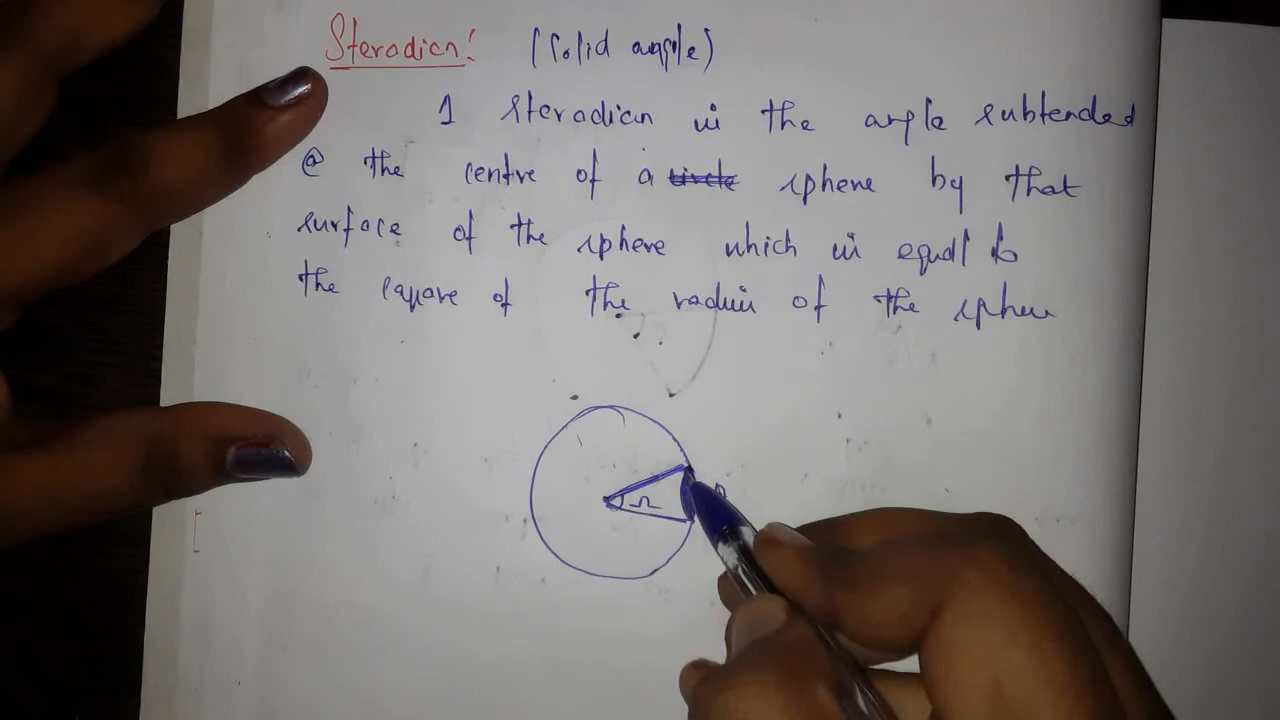 Steradian! (Solid angle)
1 steradian is the angle subtended
@ the centre of a circle sphere by that
surface of the sphere which is equal to
the square of the radius of the sphere
Ω